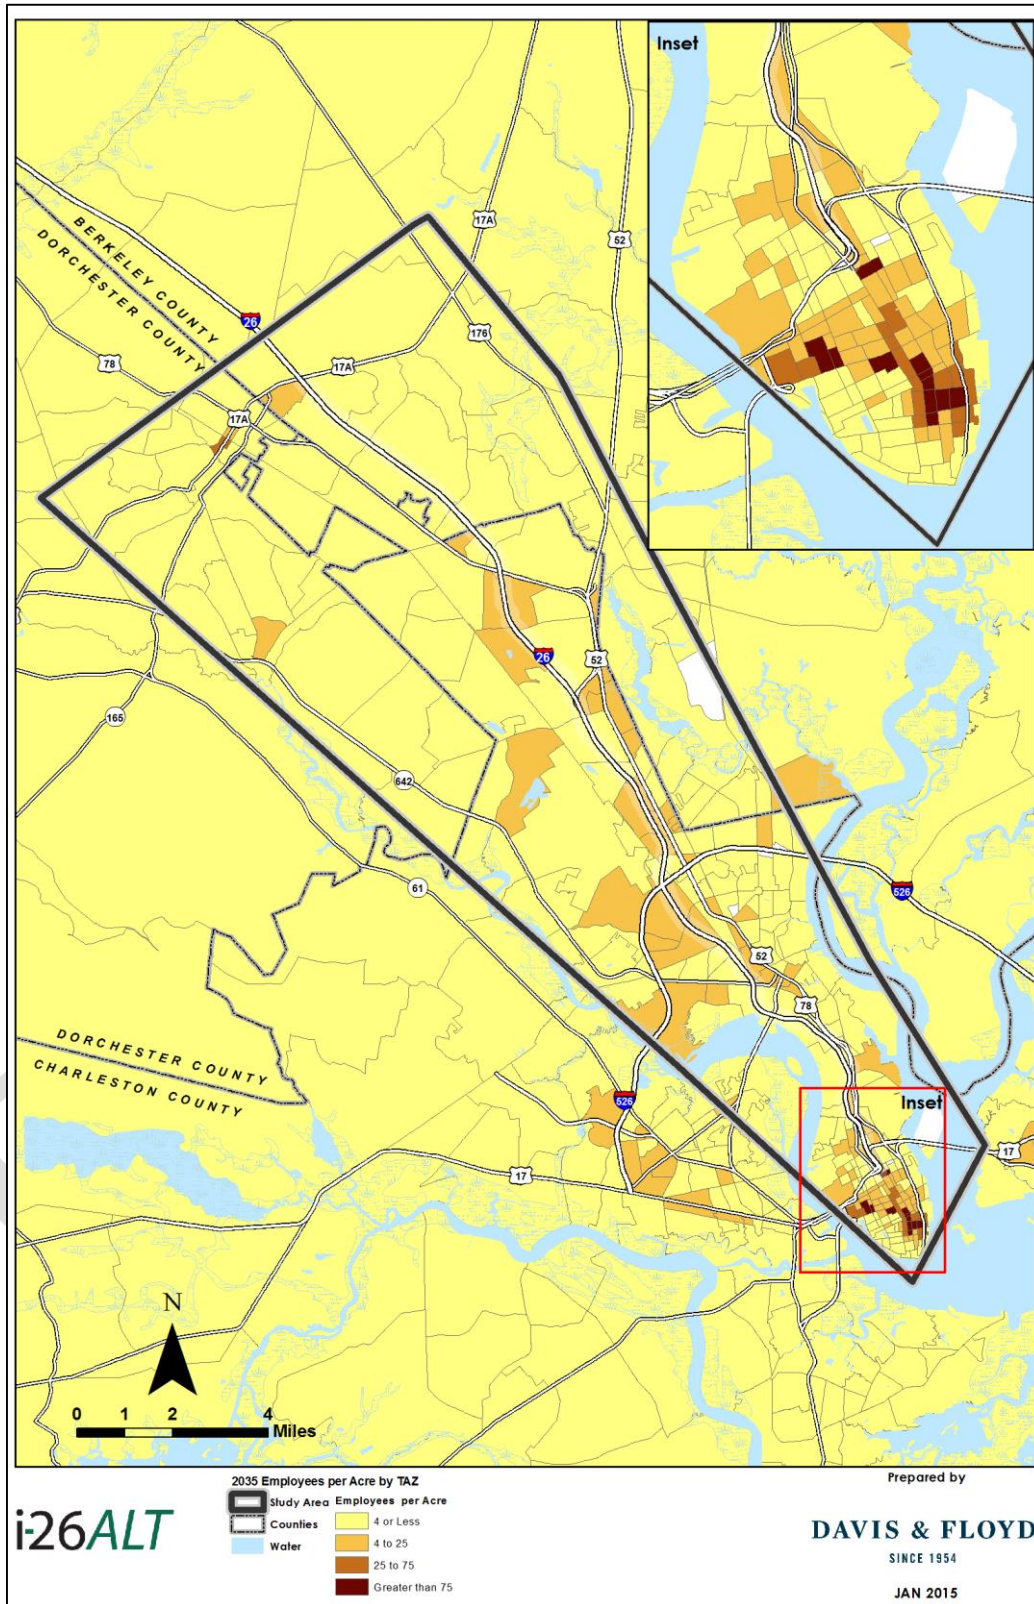 Inset
17A
52
BERKELEY COUNTY
DORCHESTER COUNTY
26
176
78
17A
17A
26
52
165
642
61
526
52
78
DORCHESTER COUNTY
CHARLESTON COUNTY
526
Inset
17
17
N
0 1 2 4
Miles
2035 Employees per Acre by TAZ
Study Area
Counties
Water
Employees per Acre
4 or Less
4 to 25
25 to 75
Greater than 75
i-26ALT
Prepared by
DAVIS & FLOYD
SINCE 1954
JAN 2015